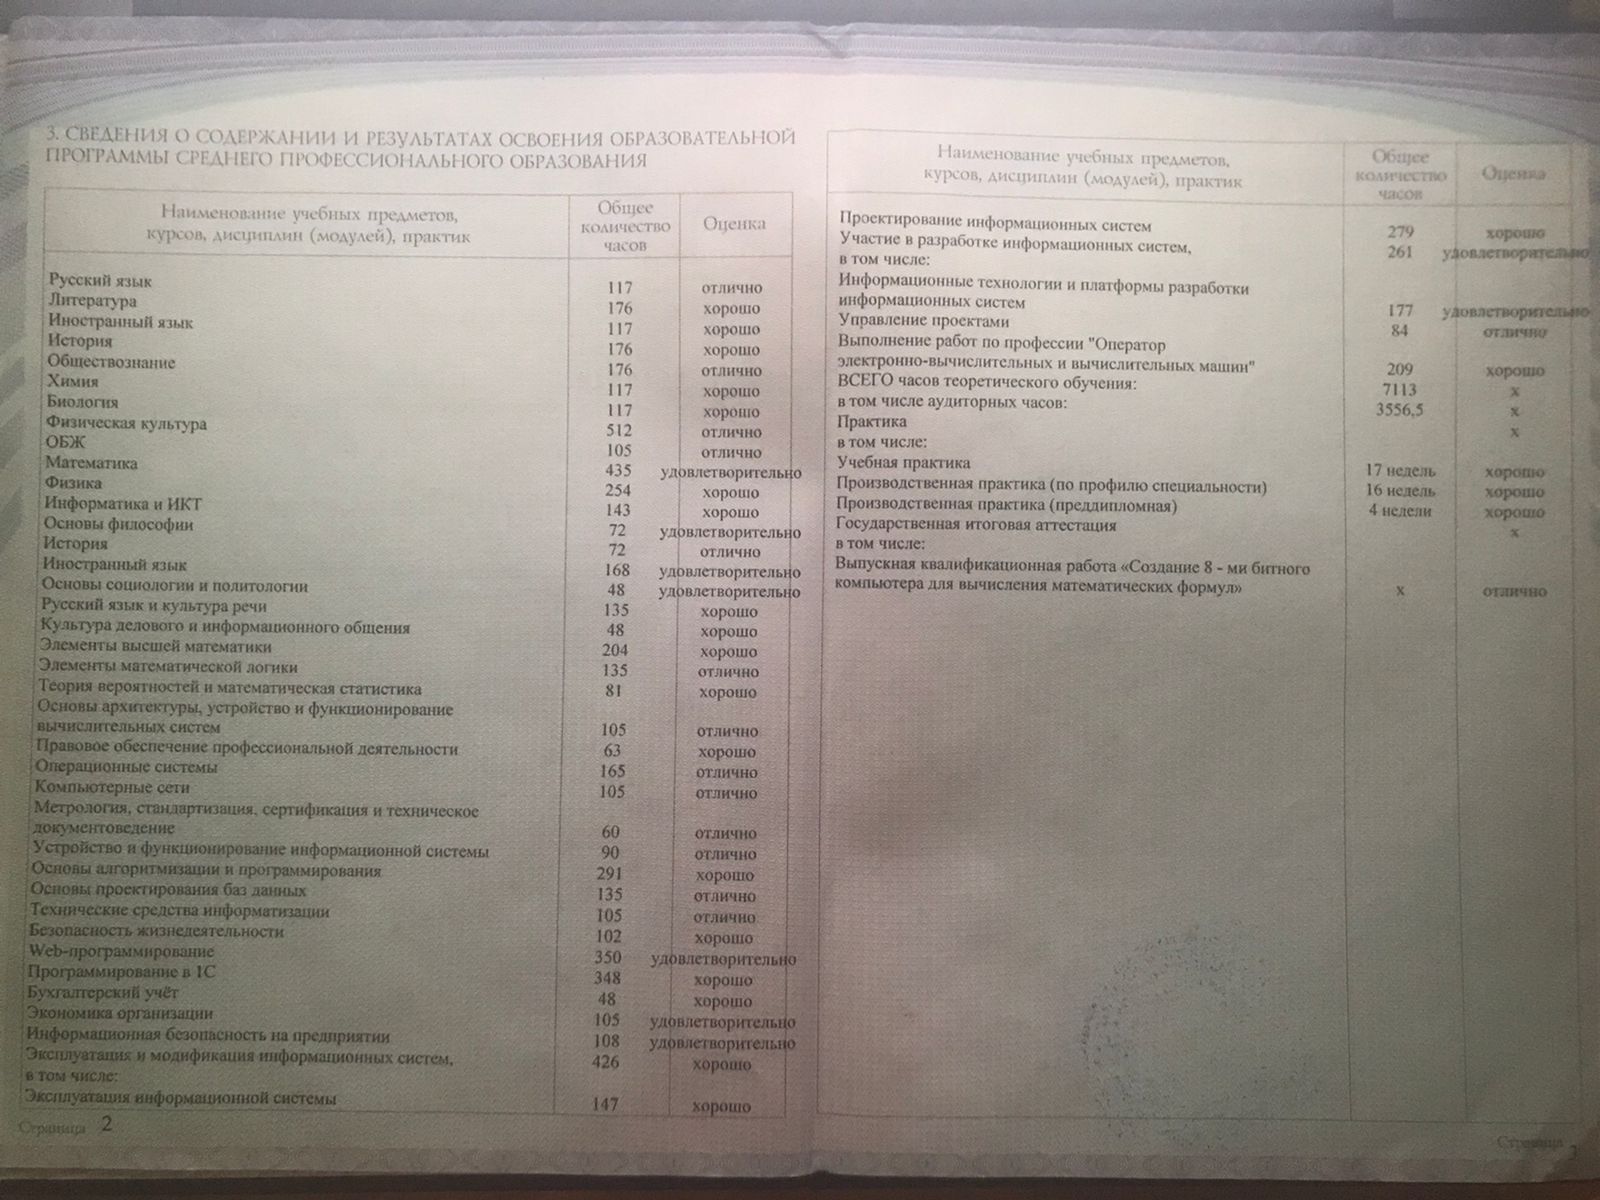 3. СВЕДЕНИЯ О СОДЕРЖАНИИ И РЕЗУЛЬТАТАХ ОСВОЕНИЯ ОБРАЗОВАТЕЛЬНОЙ
ПРОГРАММЫ СРЕДНЕГО ПРОФЕССИОНАЛЬНОГО ОБРАЗОВАНИЯ
Наименование учебных предметов,
курсов, дисциплин (модулей), практик
Общее
количество
часов
Оценка
Русский язык 117 отлично
Литература 176 хорошо
Иностранный язык 117 хорошо
История 176 хорошо
Обществознание 176 отлично
Химия 117 хорошо
Биология 117 хорошо
Физическая культура 512 отлично
ОБЖ 105 отлично
Математика 435 удовлетворительно
Физика 254 хорошо
Информатика и ИКТ 143 хорошо
Основы философии 72 удовлетворительно
История 72 отлично
Иностранный язык 168 удовлетворительно
Основы социологии и политологии 48 удовлетворительно
Русский язык и культура речи 135 хорошо
Культура делового и информационного общения 48 хорошо
Элементы высшей математики 204 хорошо
Элементы математической логики 135 отлично
Теория вероятностей и математическая статистика 81 хорошо
Основы архитектуры, устройство и функционирование
вычислительных систем 105 отлично
Правовое обеспечение профессиональной деятельности 63 хорошо
Операционные системы 165 отлично
Компьютерные сети 105 отлично
Метрология, стандартизация, сертификация и техническое
документоведение 60 отлично
Устройство и функционирование информационной системы 90 отлично
Основы алгоритмизации и программирования 291 хорошо
Основы проектирования баз данных 135 отлично
Технические средства информатизации 105 отлично
Безопасность жизнедеятельности 102 хорошо
Web-программирование 350 удовлетворительно
Программирование в 1С 348 хорошо
Бухгалтерский учёт 48 хорошо
Экономика организации 105 удовлетворительно
Информационная безопасность на предприятии 108 удовлетворительно
Эксплуатация и модификация информационных систем, 426 хорошо
в том числе:
Эксплуатация информационной системы 147 хорошо
Страница 2
Наименование учебных предметов,
курсов, дисциплин (модулей), практик
Общее
количество
часов
Оценка
Проектирование информационных систем 279 хорошо
Участие в разработке информационных систем, 261 удовлетворительно
в том числе:
Информационные технологии и платформы разработки
информационных систем 177 удовлетворительно
Управление проектами 84 отлично
Выполнение работ по профессии "Оператор
электронно-вычислительных и вычислительных машин" 209 хорошо
ВСЕГО часов теоретического обучения: 7113 х
в том числе аудиторных часов: 3556,5 х
Практика х
в том числе:
Учебная практика 17 недель хорошо
Производственная практика (по профилю специальности) 16 недель хорошо
Производственная практика (преддипломная) 4 недели хорошо
Государственная итоговая аттестация х
в том числе:
Выпускная квалификационная работа «Создание 8 - ми битного
компьютера для вычисления математических формул» х отлично
Страница